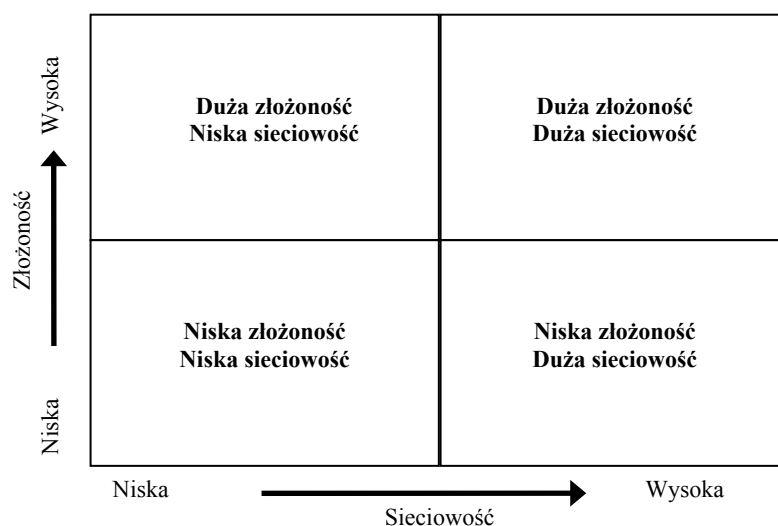 Wysoka
Złożoność
Niska
Duża złożoność
Niska sieciowość
Duża złożoność
Duża sieciowość
Niska złożoność
Niska sieciowość
Niska złożoność
Duża sieciowość
Niska
Sieciowość
Wysoka